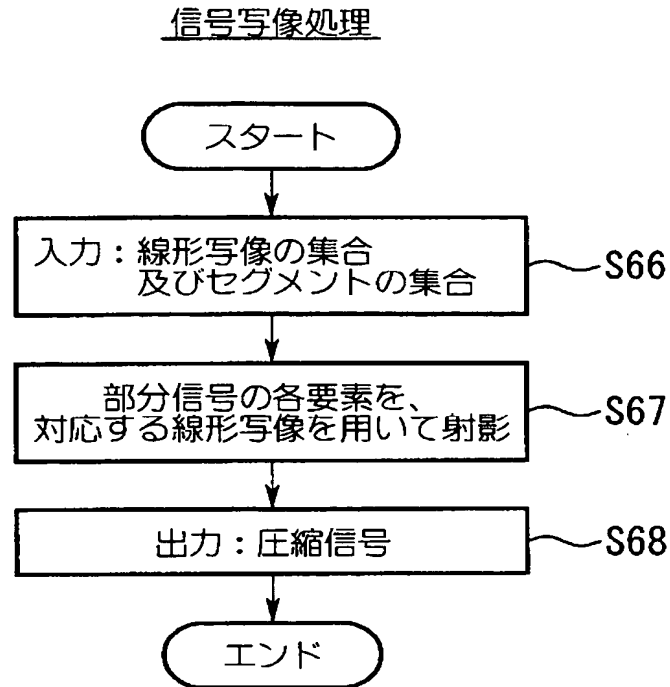 信号写像処理
スタート
入力：線形写像の集合
及びセグメントの集合
S66
部分信号の各要素を、
対応する線形写像を用いて射影
S67
出力：圧縮信号
S68
エンド